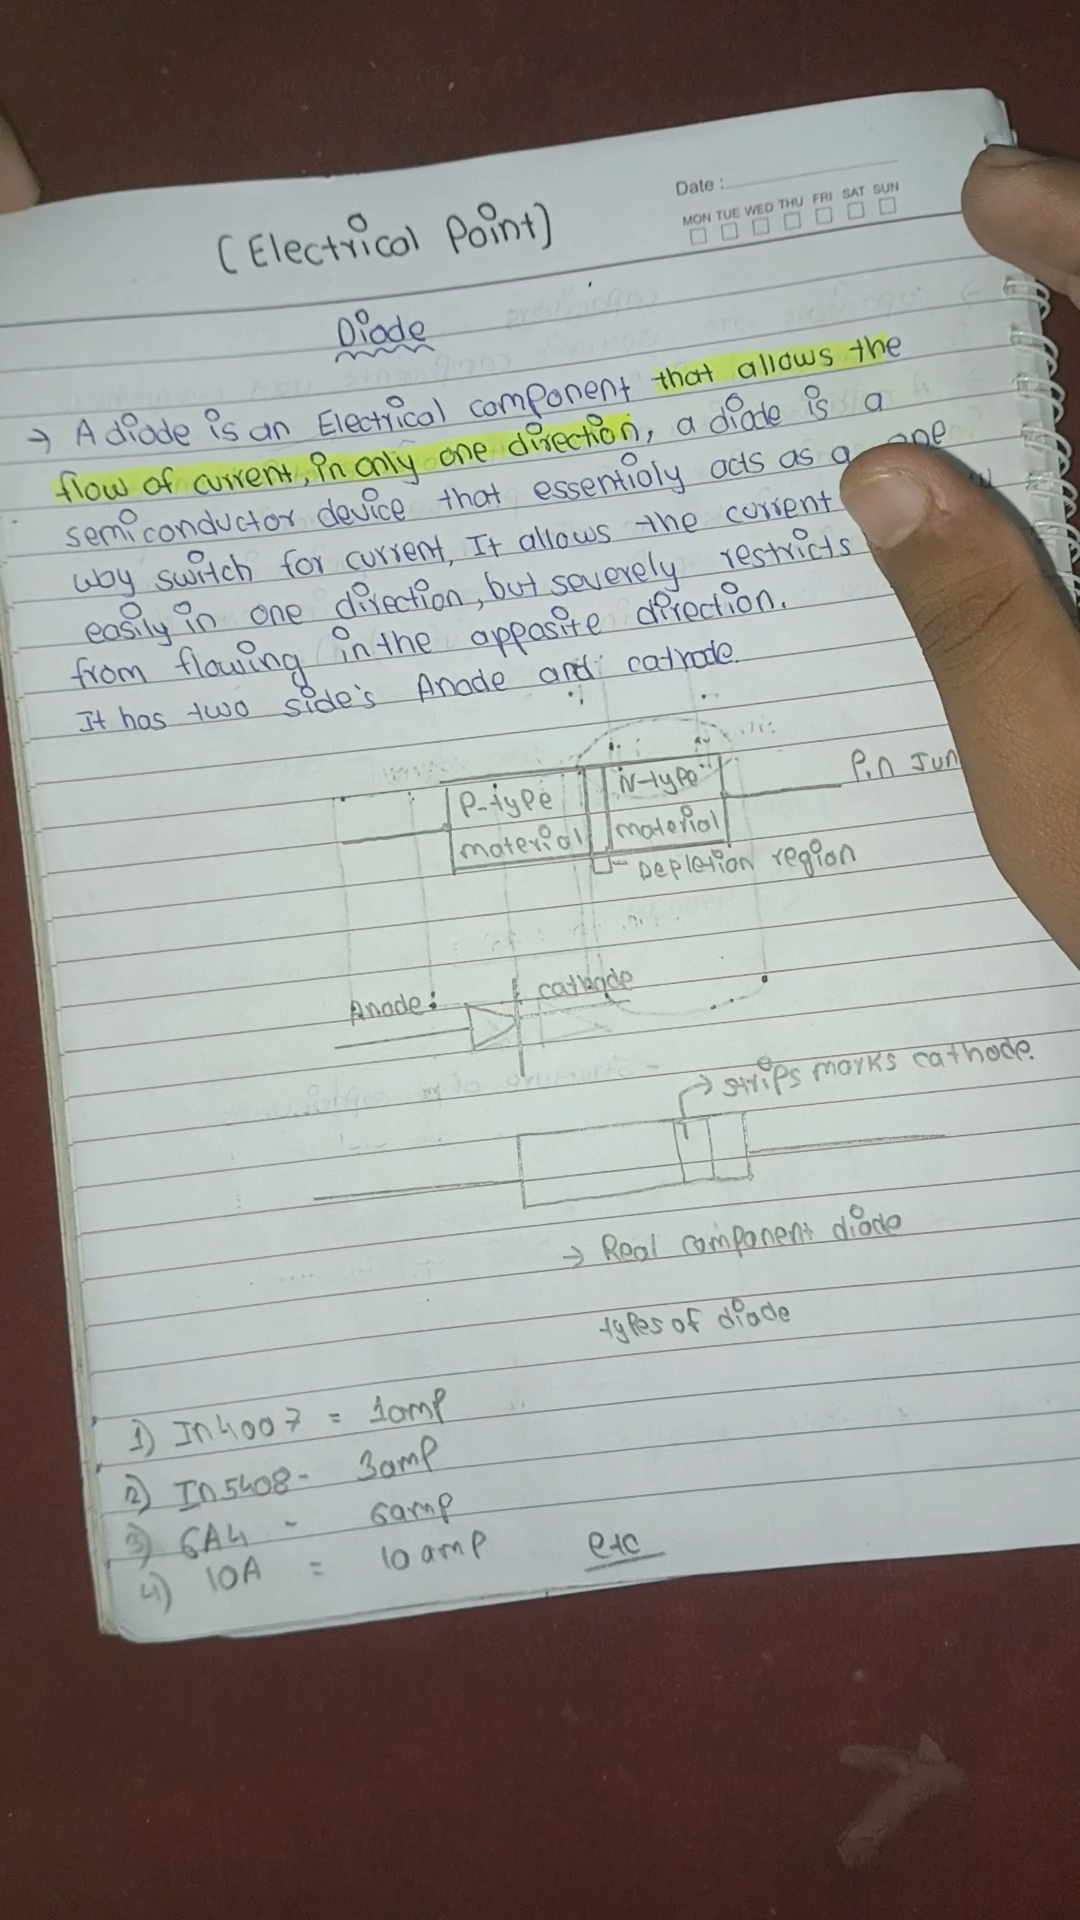 Date :
MON TUE WED THU FRI SAT SUN
(Electrical Point)
Diode
→ A diode is an Electrical component that allows the
flow of current, in only one direction, a diode is a
semiconductor device that essentialy acts as a one
way switch for current, It allows the current
easily in one direction, but severely restricts
from flowing in the apposite direction.
It has two side's Anode and cathode.
P-type
material
N-type
material
P.n Jun
Depletion region
Anode:
cathode
→ strips marks cathode.
→ Real component diode
types of diode
1) In4007 = 1amp
2) In5408 - 3amp
3) 6A4 - 6amp
4) 10A = 10 amp etc